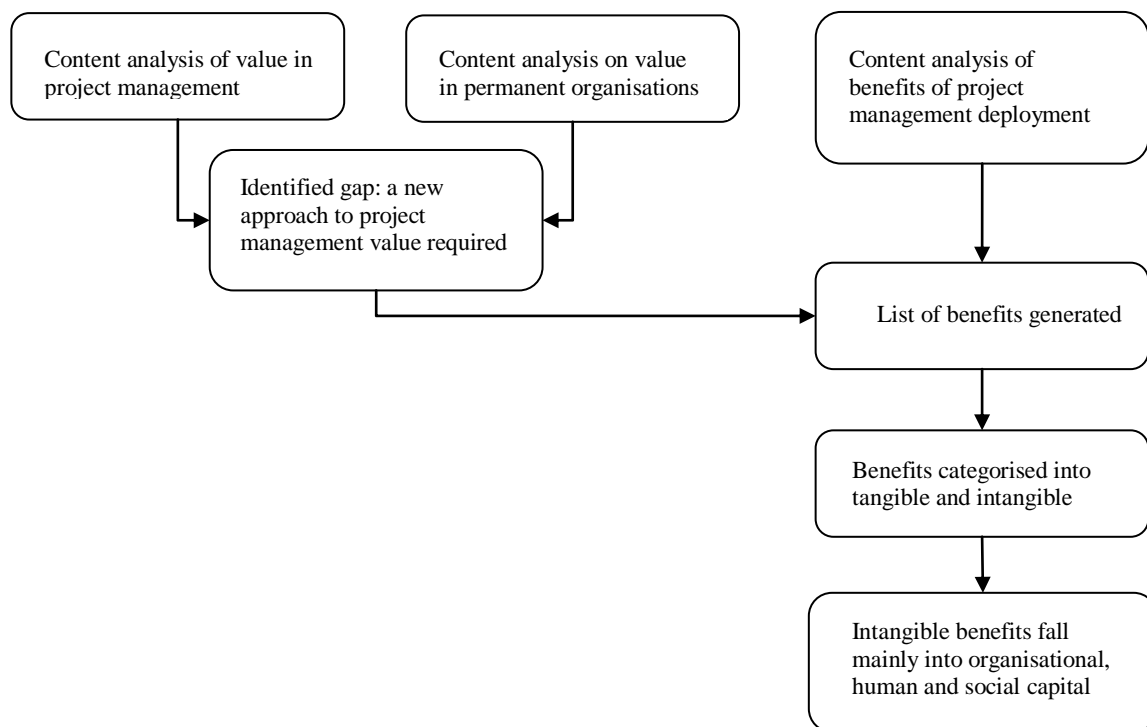 Content analysis of value in
project management
Content analysis on value
in permanent organisations
Content analysis of
benefits of project
management deployment
Identified gap: a new
approach to project
management value required
List of benefits generated
Benefits categorised into
tangible and intangible
Intangible benefits fall
mainly into organisational,
human and social capital